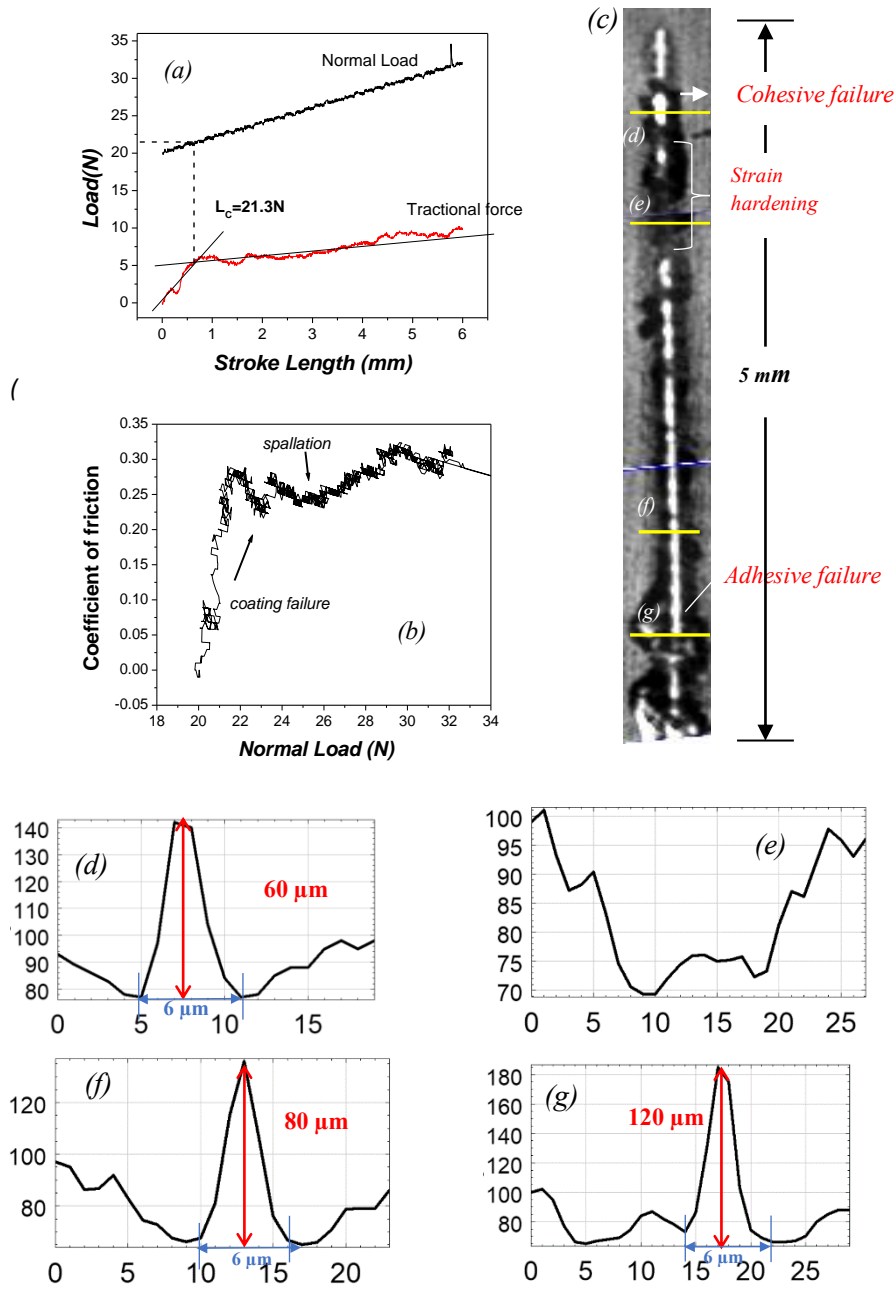 (a)
35
30
25
20
15
10
5
0
Load(N)
Normal Load
L_c=21.3N
Tractional force
0 1 2 3 4 5 6
Stroke Length (mm)
(
0.35
0.30
0.25
0.20
0.15
0.10
0.05
0.00
-0.05
Coefficient of friction
spallation
coating failure
(b)
18 20 22 24 26 28 30 32 34
Normal Load (N)
(c)
Cohesive failure
(d)
Strain
hardening
(e)
5 mm
(f)
Adhesive failure
(g)
140
130
120
110
100
90
80
(d)
60 µm
6 µm
0 5 10 15
100
95
90
85
80
75
70
(e)
0 5 10 15 20 25
120
100
80
(f)
80 µm
6 µm
0 5 10 15 20
180
160
140
120
100
80
(g)
120 µm
6 µm
0 5 10 15 20 25